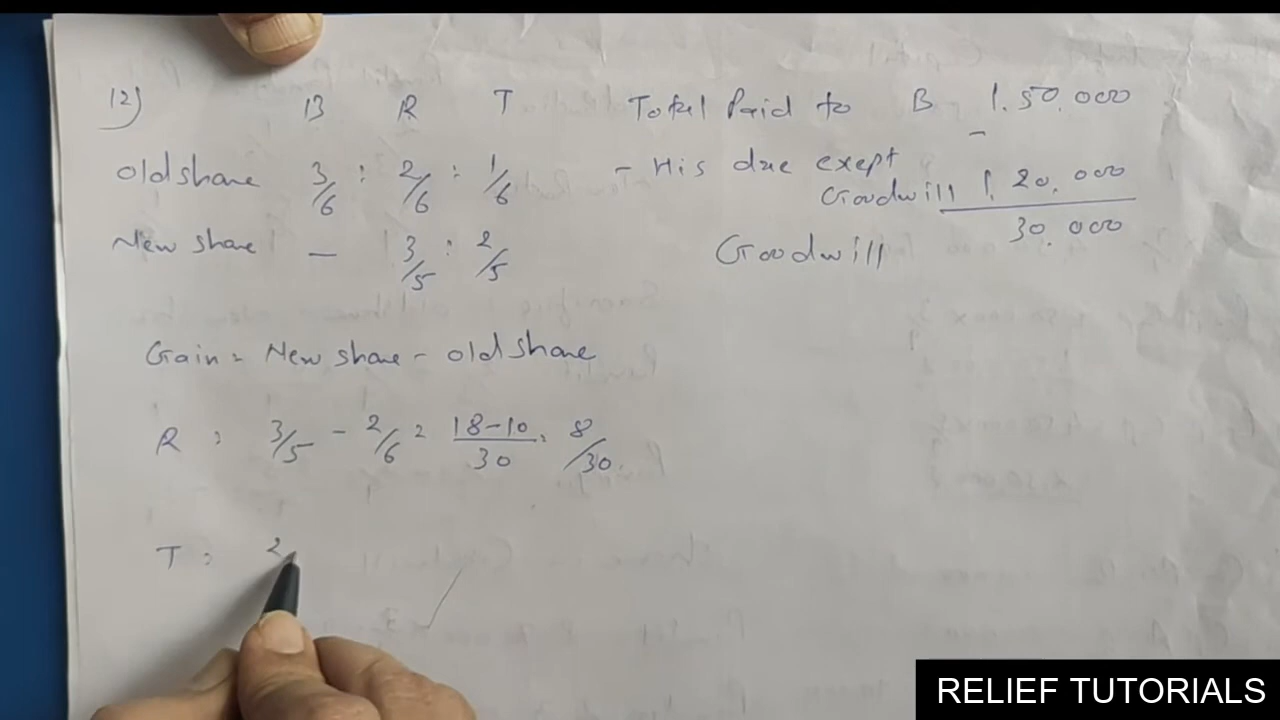 12) B R T Total Paid to B - 1.50.000
old share 3/6 : 2/6 : 1/6 - His due exept Goodwill 1.20.000
New share — 3/5 : 2/5 Goodwill 30.000
Gain = New share - old share
R : 3/5 - 2/6 = 18-10/30 = 8/30
T : 2
RELIEF TUTORIALS